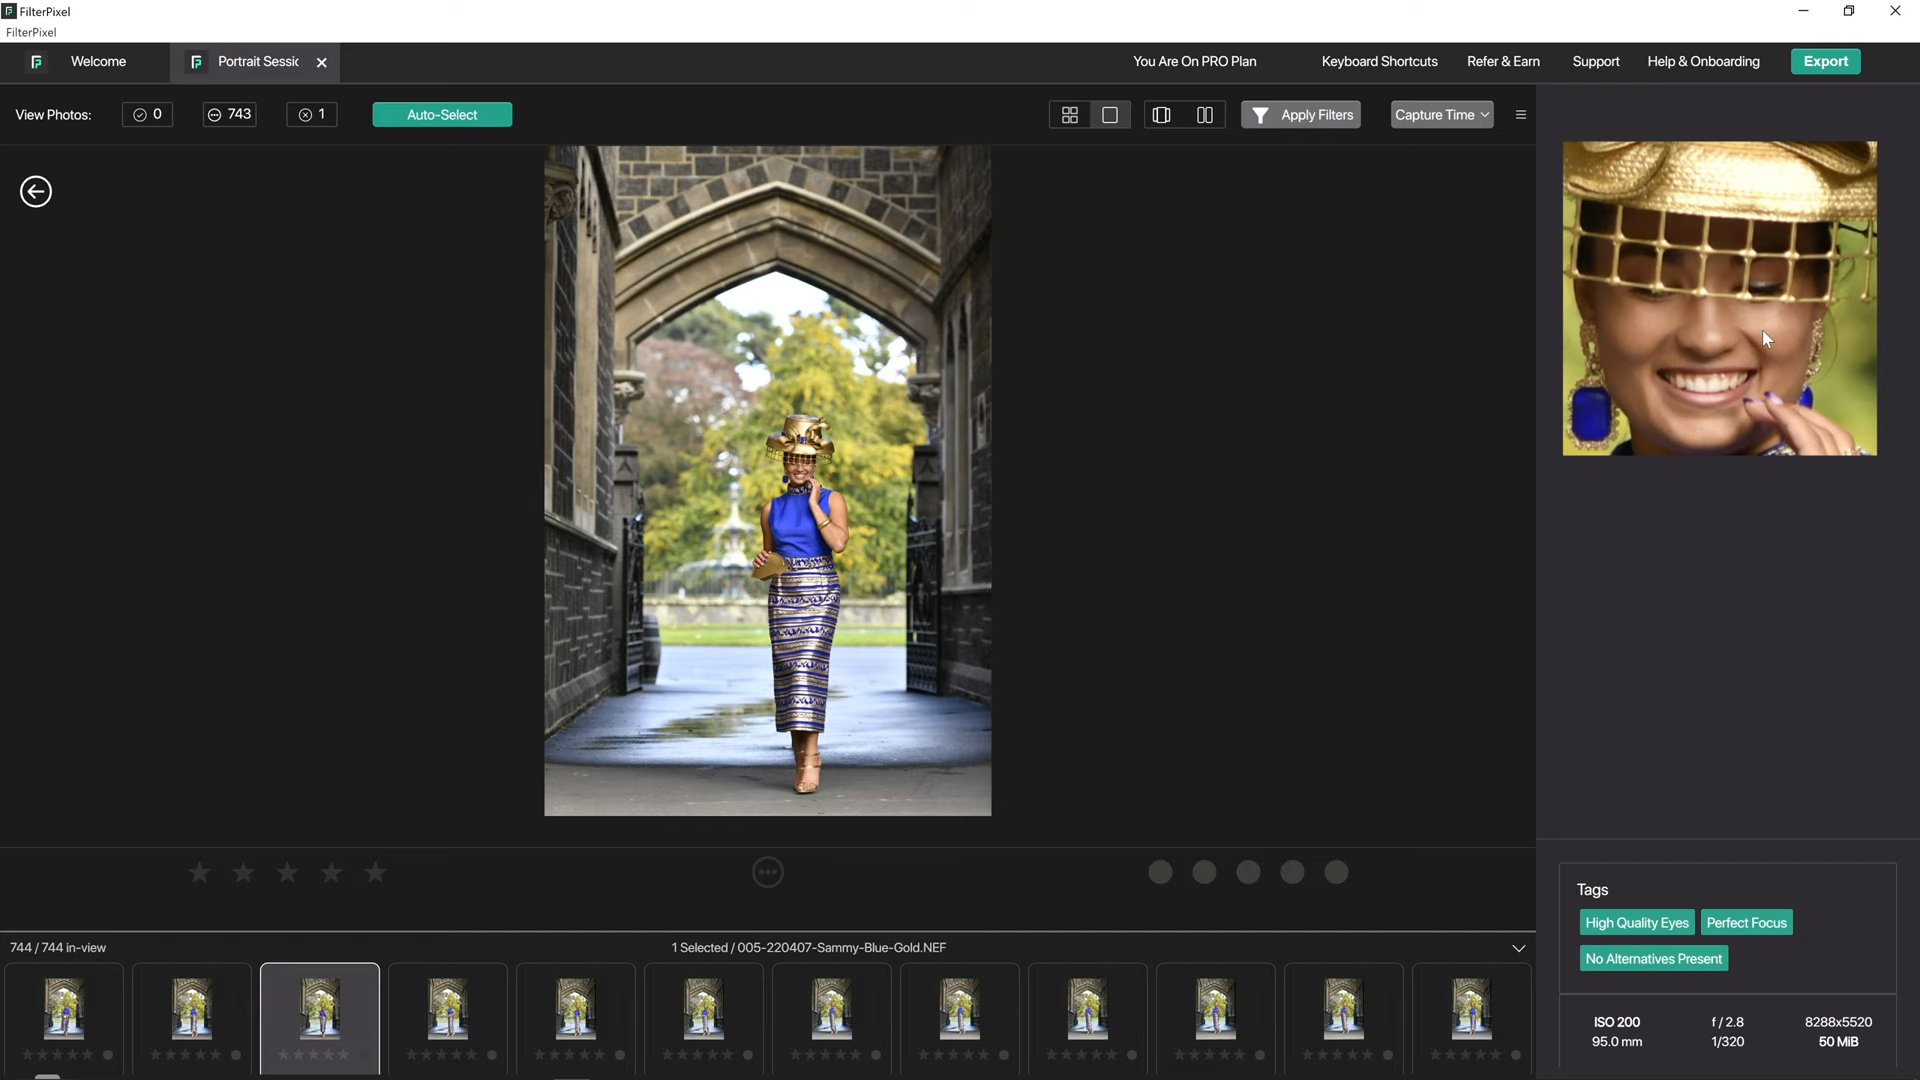 FilterPixel
FilterPixel
Welcome
Portrait Sessic
You Are On PRO Plan
Keyboard Shortcuts
Refer & Earn
Support
Help & Onboarding
Export
View Photos:
0
743
1
Auto-Select
Apply Filters
Capture Time
Tags
High Quality Eyes
Perfect Focus
No Alternatives Present
744 / 744 in-view
1 Selected / 005-220407-Sammy-Blue-Gold.NEF
ISO 200
f / 2.8
8288x5520
95.0 mm
1/320
50 MiB